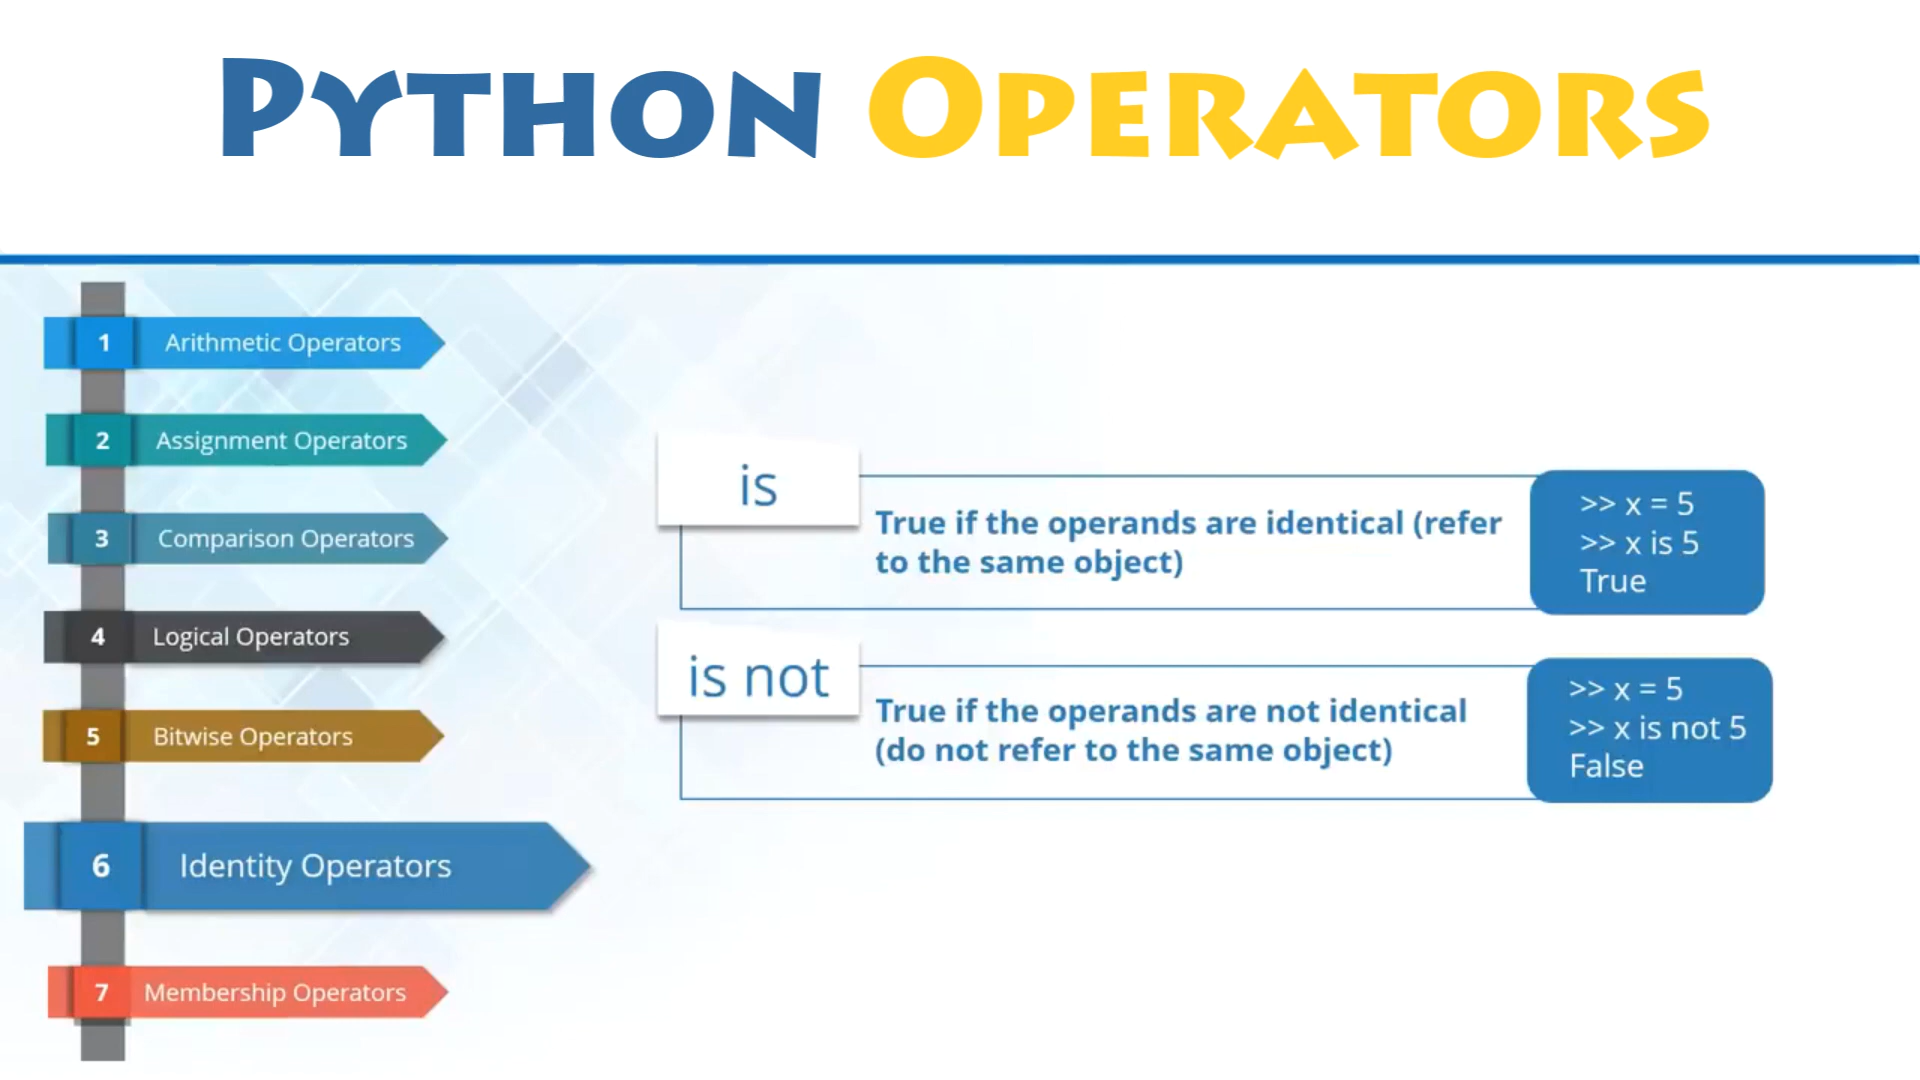 PYTHON OPERATORS
1 Arithmetic Operators
2 Assignment Operators
3 Comparison Operators
4 Logical Operators
5 Bitwise Operators
6 Identity Operators
7 Membership Operators
is
True if the operands are identical (refer
to the same object)
>> x = 5
>> x is 5
True
is not
True if the operands are not identical
(do not refer to the same object)
>> x = 5
>> x is not 5
False